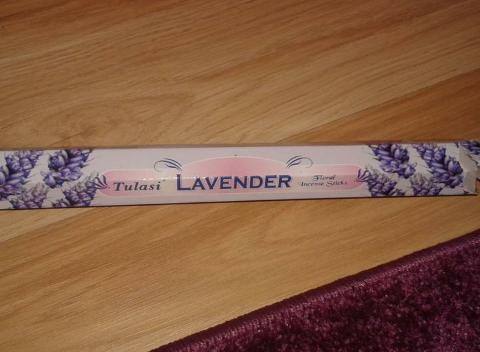 Tulasi LAVENDER Floral
Incense Sticks